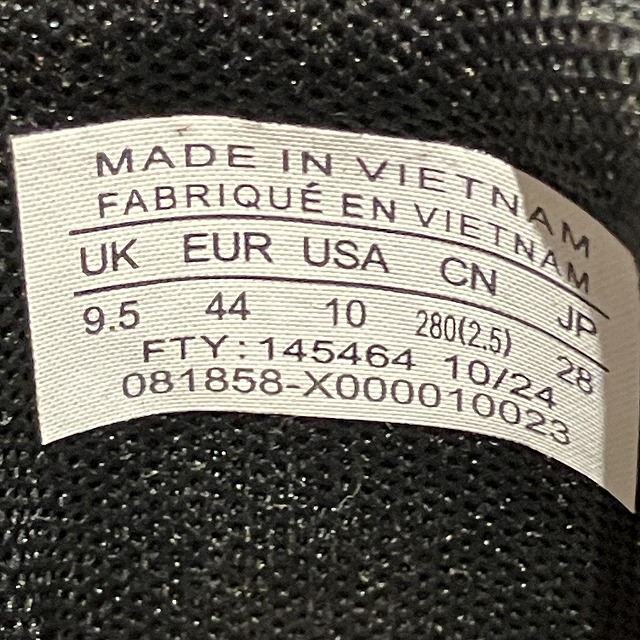 MADE IN VIETNAM
FABRIQUÉ EN VIETNAM
UK EUR USA CN JP
9.5 44 10 280(2.5) 28
FTY: 145464 10/24
081858-X000010023